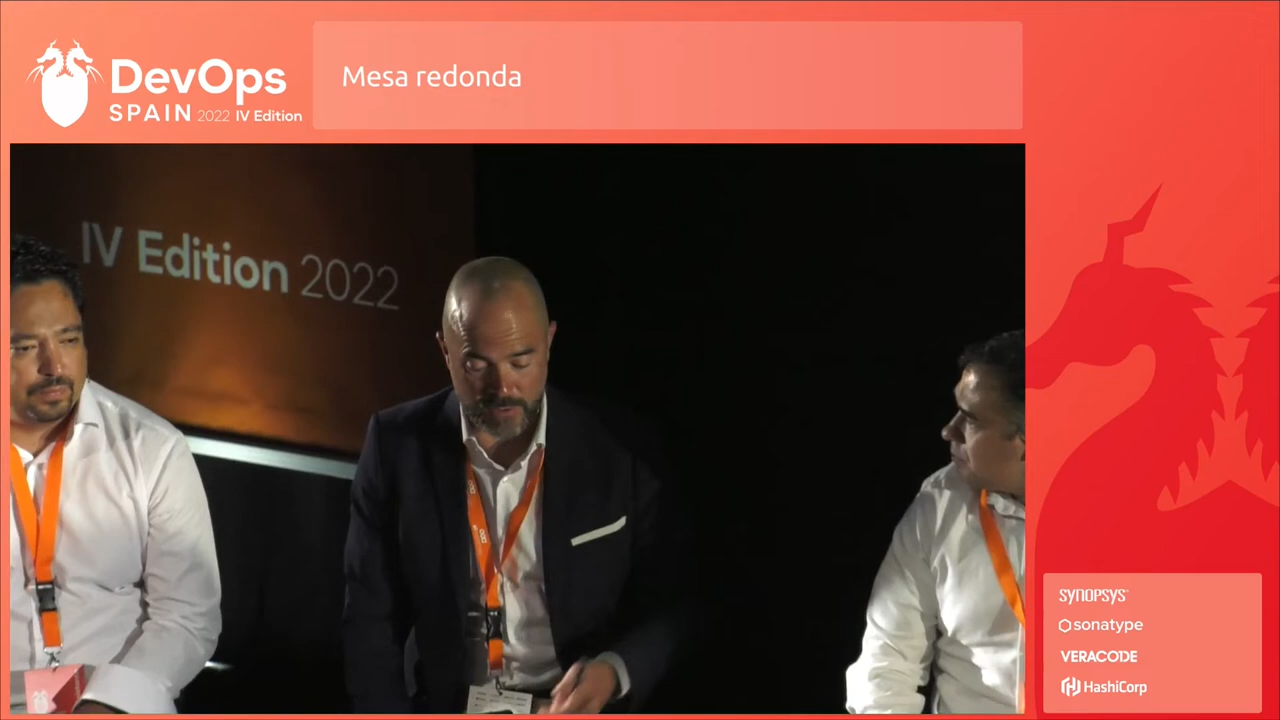 DevOps
SPAIN 2022 IV Edition
Mesa redonda
IV Edition 2022
SYNOPSYS
sonatype
VERACODE
HashiCorp